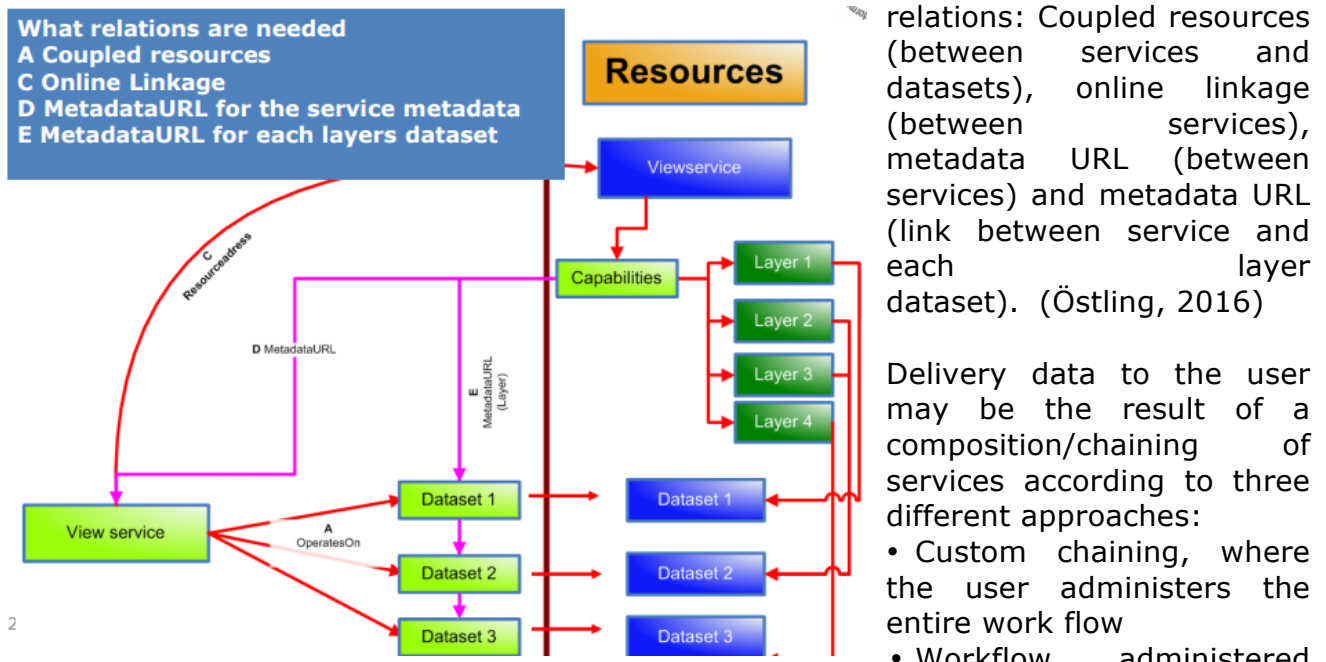 What relations are needed
A Coupled resources
C Online Linkage
D MetadataURL for the service metadata
E MetadataURL for each layers dataset
Resources
Viewservice
C
Resourceadress
Capabilities
Layer 1
Layer 2
Layer 3
Layer 4
D MetadataURL
E
MetadataURL
(Layer)
View service
A
OperatesOn
Dataset 1
Dataset 2
Dataset 3
Dataset 1
Dataset 2
Dataset 3
2
relations: Coupled resources
(between services and
datasets), online linkage
(between services),
metadata URL (between
services) and metadata URL
(link between service and
each layer
dataset). (Östling, 2016)
Delivery data to the user
may be the result of a
composition/chaining of
services according to three
different approaches:
• Custom chaining, where
the user administers the
entire work flow
• Workflow administered